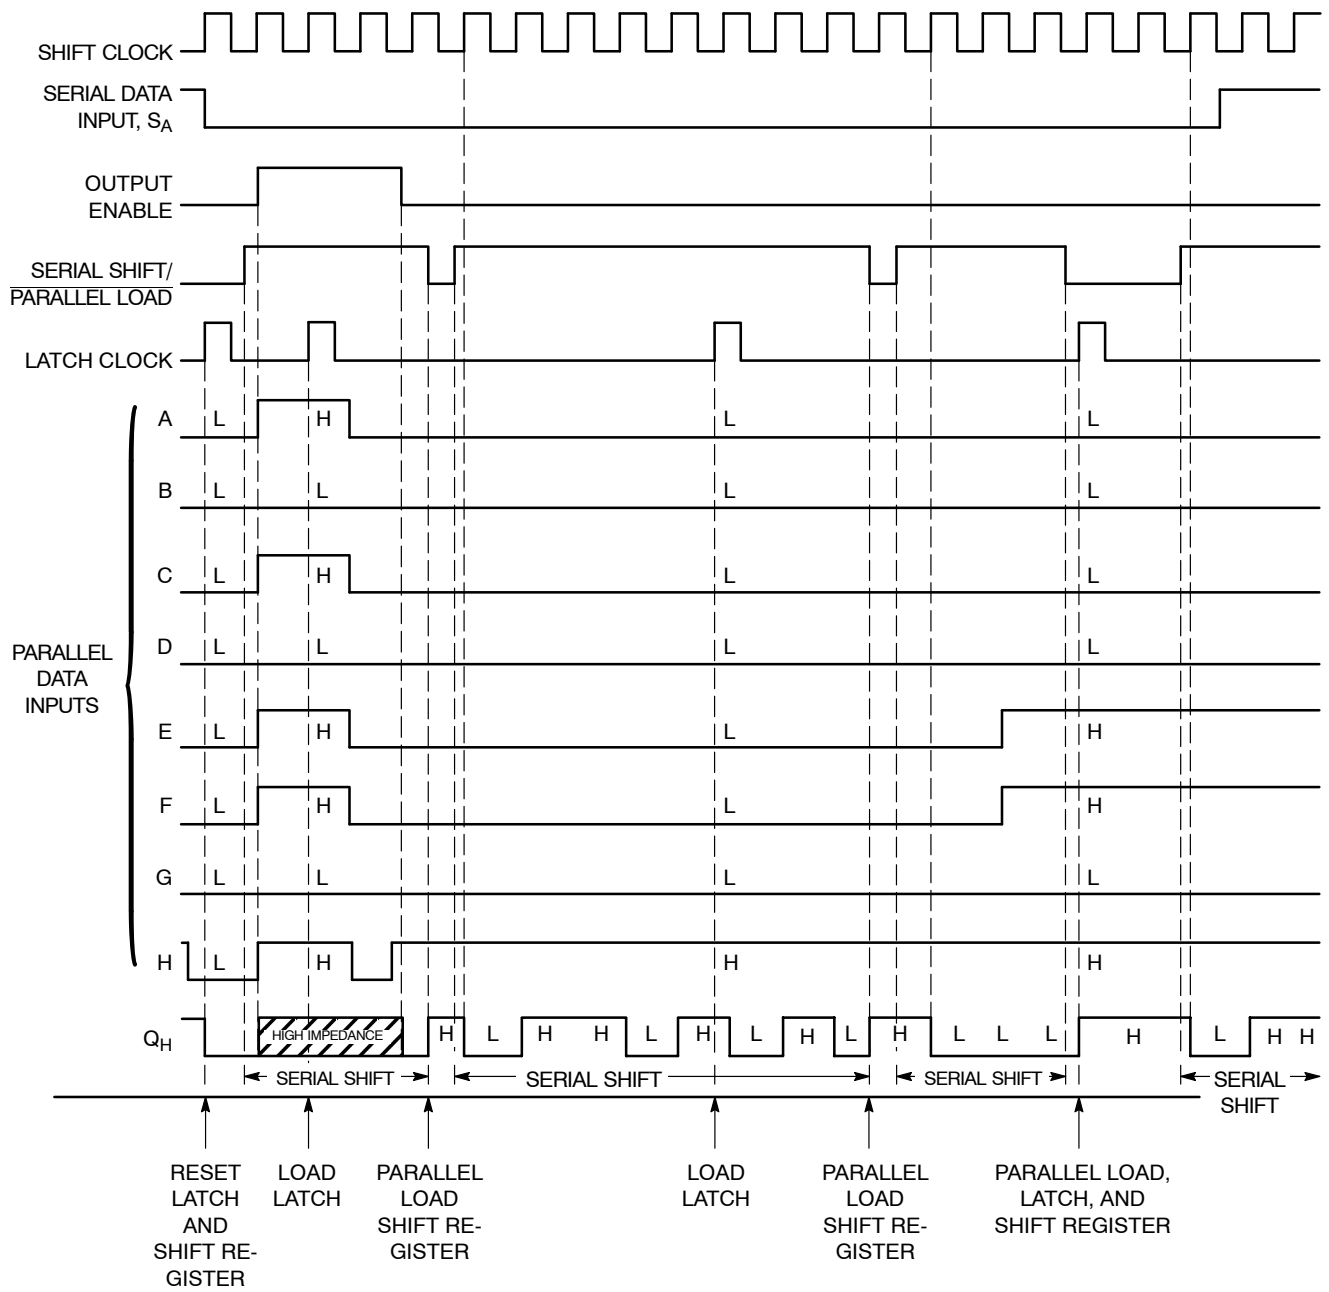 SHIFT CLOCK
SERIAL DATA
INPUT, SA
OUTPUT
ENABLE
SERIAL SHIFT/
PARALLEL LOAD
LATCH CLOCK
A L H L L
B L L L L
C L H L L
D L L L L
PARALLEL
DATA
INPUTS
E L H L H
F L H L H
G L L L L
H L H H H
QH HIGH IMPEDANCE H L H H L H L H L H L L L H L H H
SERIAL SHIFT SERIAL SHIFT SERIAL SHIFT SERIAL
SHIFT
RESET
LATCH
AND
SHIFT RE-
GISTER
LOAD
LATCH
PARALLEL
LOAD
SHIFT RE-
GISTER
LOAD
LATCH
PARALLEL
LOAD
SHIFT RE-
GISTER
PARALLEL LOAD,
LATCH, AND
SHIFT REGISTER